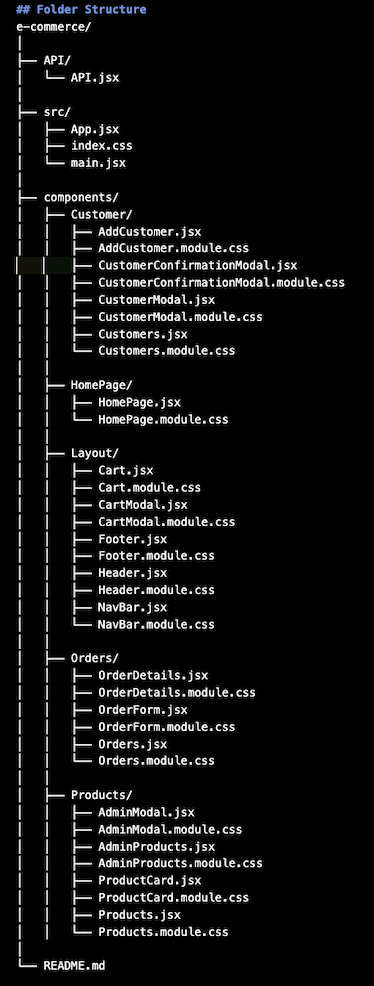 ## Folder Structure
e-commerce/
│
├── API/
│   └── API.jsx
│
├── src/
│   ├── App.jsx
│   ├── index.css
│   └── main.jsx
│
├── components/
│   ├── Customer/
│   │   ├── AddCustomer.jsx
│   │   ├── AddCustomer.module.css
│   │   ├── CustomerConfirmationModal.jsx
│   │   ├── CustomerConfirmationModal.module.css
│   │   ├── CustomerModal.jsx
│   │   ├── CustomerModal.module.css
│   │   ├── Customers.jsx
│   │   └── Customers.module.css
│   │
│   ├── HomePage/
│   │   ├── HomePage.jsx
│   │   └── HomePage.module.css
│   │
│   ├── Layout/
│   │   ├── Cart.jsx
│   │   ├── Cart.module.css
│   │   ├── CartModal.jsx
│   │   ├── CartModal.module.css
│   │   ├── Footer.jsx
│   │   ├── Footer.module.css
│   │   ├── Header.jsx
│   │   ├── Header.module.css
│   │   ├── NavBar.jsx
│   │   └── NavBar.module.css
│   │
│   ├── Orders/
│   │   ├── OrderDetails.jsx
│   │   ├── OrderDetails.module.css
│   │   ├── OrderForm.jsx
│   │   ├── OrderForm.module.css
│   │   ├── Orders.jsx
│   │   └── Orders.module.css
│   │
│   ├── Products/
│   │   ├── AdminModal.jsx
│   │   ├── AdminModal.module.css
│   │   ├── AdminProducts.jsx
│   │   ├── AdminProducts.module.css
│   │   ├── ProductCard.jsx
│   │   ├── ProductCard.module.css
│   │   ├── Products.jsx
│   │   └── Products.module.css
│
└── README.md